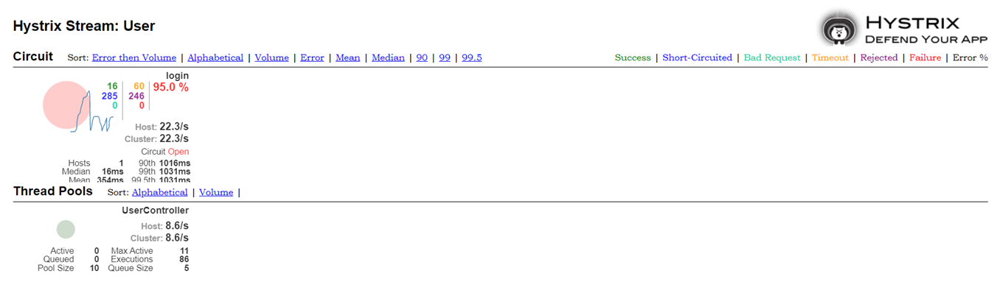 Hystrix Stream: User
HYSTRIX
DEFEND YOUR APP
Circuit Sort: Error then Volume | Alphabetical | Volume | Error | Mean | Median | 90 | 99 | 99.5 Success | Short-Circuited | Bad Request | Timeout | Rejected | Failure | Error %
login
16 60 95.0 %
285 246
0 0
Host: 22.3/s
Cluster: 22.3/s
Circuit Open
Hosts 1 90th 1016ms
Median 16ms 99th 1031ms
Mean 354ms 99.5th 1031ms
Thread Pools Sort: Alphabetical | Volume |
UserController
Host: 8.6/s
Cluster: 8.6/s
Active 0 Max Active 11
Queued 0 Executions 86
Pool Size 10 Queue Size 5